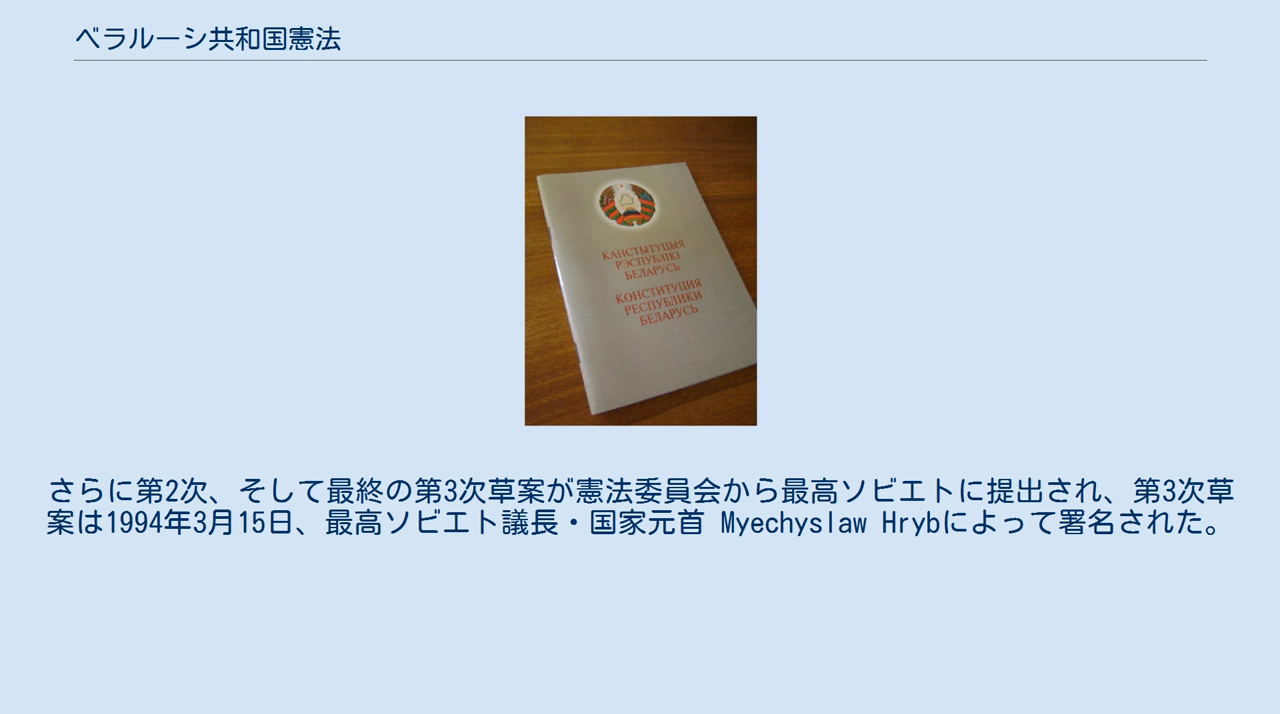 ベラルーシ共和国憲法
КАНСТЫТУЦЫЯ
РЭСПУБЛІКІ
БЕЛАРУСЬ
КОНСТИТУЦИЯ
РЕСПУБЛИКИ
БЕЛАРУСЬ
さらに第2次、そして最終の第3次草案が憲法委員会から最高ソビエトに提出され、第3次草
案は1994年3月15日、最高ソビエト議長・国家元首 Myechyslaw Hrybによって署名された。